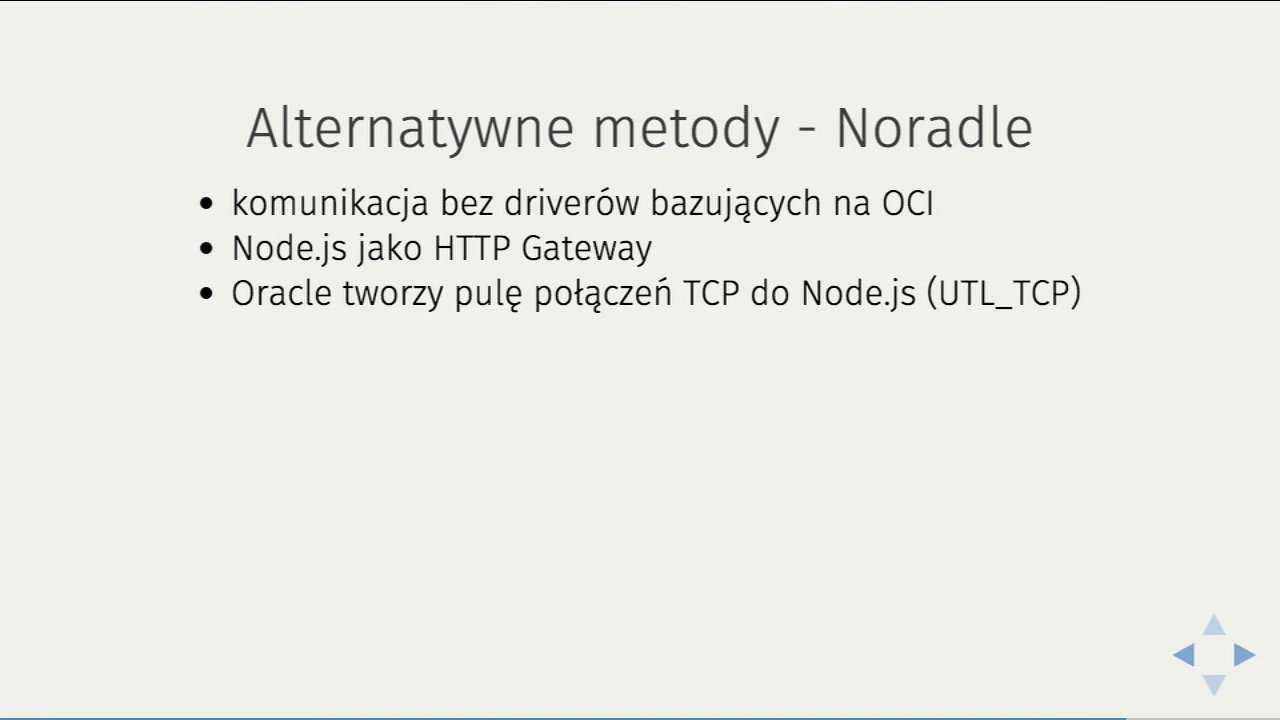 Alternatywne metody - Noradle
komunikacja bez driverów bazujących na OCI
Node.js jako HTTP Gateway
Oracle tworzy pulę połączeń TCP do Node.js (UTL_TCP)